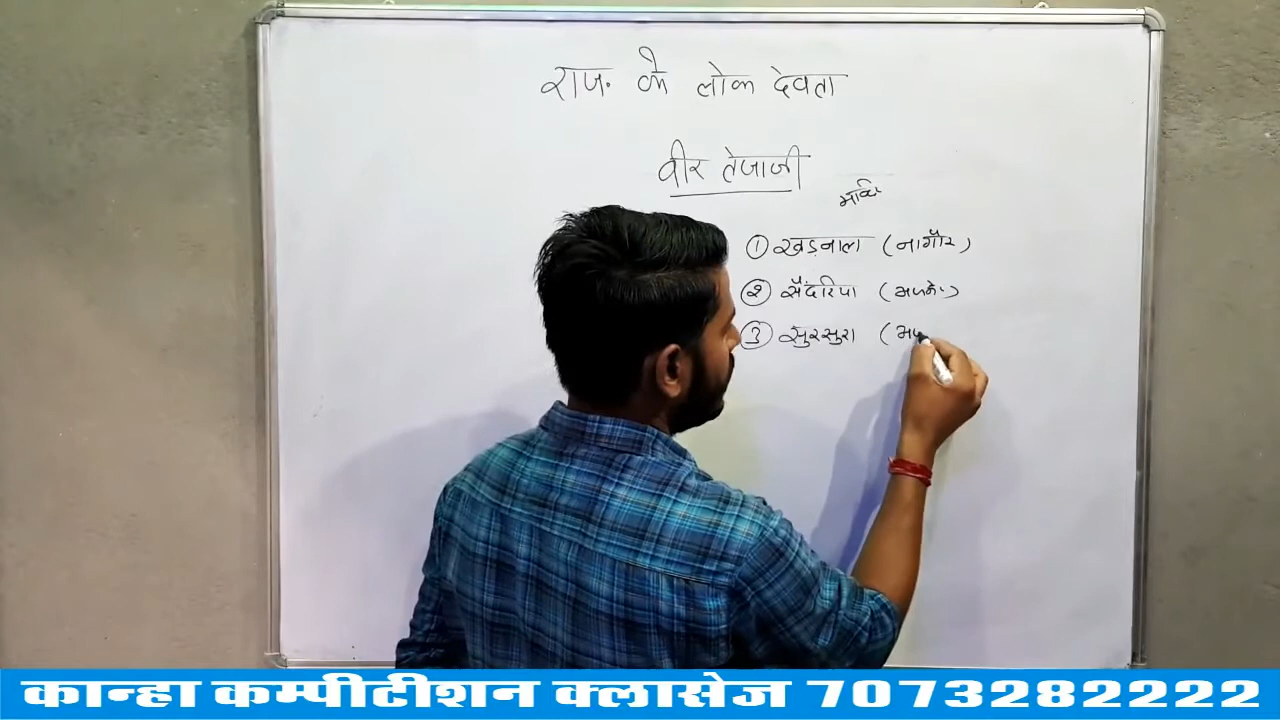 राज. के लोक देवता
वीर तेजाजी
① खड़नाल (नागौर)
② सैंदरिया (अजमेर)
③ सुरसुरा (अज
कान्हा कम्पीटीशन क्लासेज 7073282222